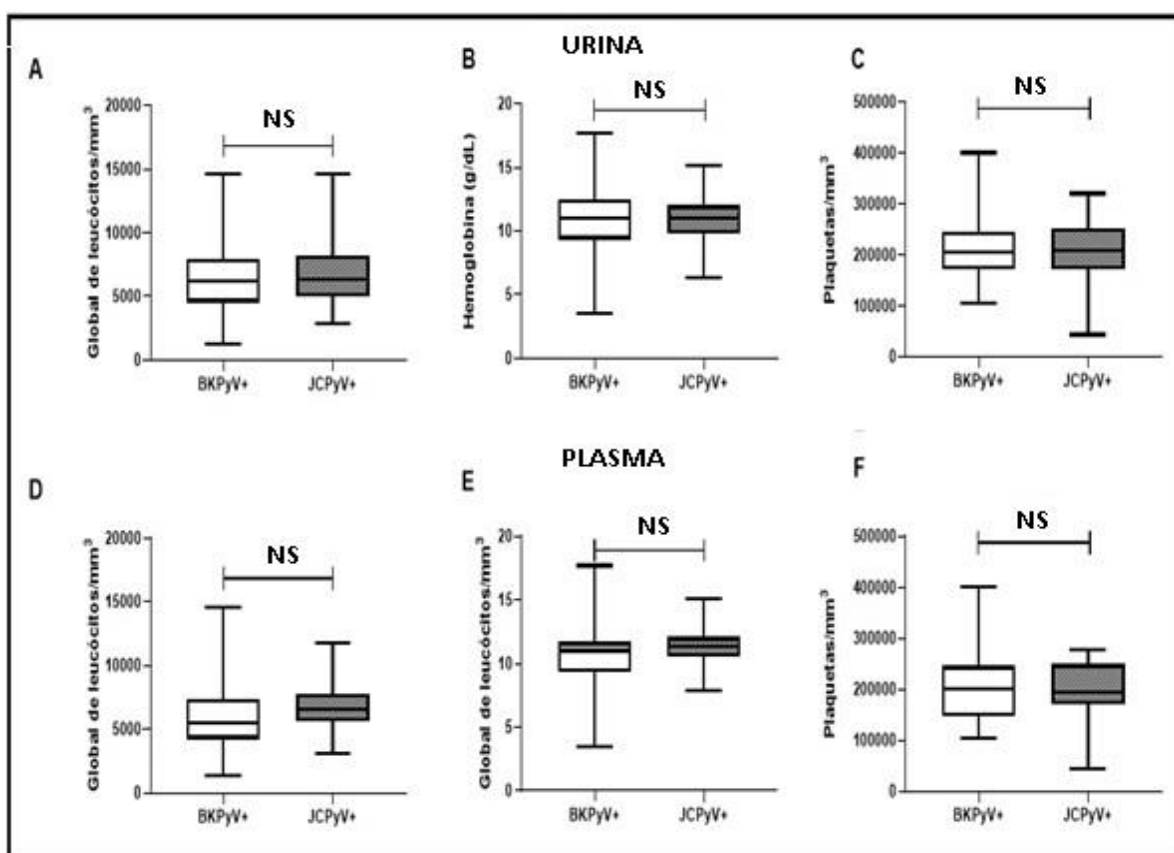 URINA
A
NS
Global de leucócitos/mm³
20000
15000
10000
5000
0
BKPyV+ JCPyV+
B
NS
Hemoglobina (g/dL)
20
15
10
5
0
BKPyV+ JCPyV+
C
NS
Plaquetas/mm³
500000
400000
300000
200000
100000
0
BKPyV+ JCPyV+
PLASMA
D
NS
Global de leucócitos/mm³
20000
15000
10000
5000
0
BKPyV+ JCPyV+
E
NS
Global de leucócitos/mm³
20
15
10
5
0
BKPyV+ JCPyV+
F
NS
Plaquetas/mm³
500000
400000
300000
200000
100000
0
BKPyV+ JCPyV+